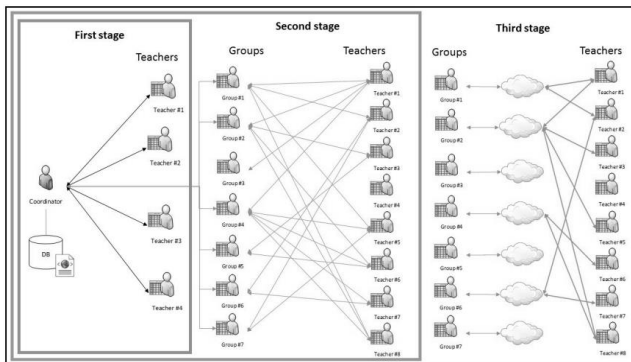 First stage
Second stage
Third stage
Teachers
Groups
Teachers
Groups
Teachers
Coordinator
DB
Teacher #1
Teacher #2
Teacher #3
Teacher #4
Group #1
Group #2
Group #3
Group #4
Group #5
Group #6
Group #7
Teacher #1
Teacher #2
Teacher #3
Teacher #4
Teacher #5
Teacher #6
Teacher #7
Teacher #8
Group #1
Group #2
Group #3
Group #4
Group #5
Group #6
Group #7
Teacher #1
Teacher #2
Teacher #3
Teacher #4
Teacher #5
Teacher #6
Teacher #7
Teacher #8